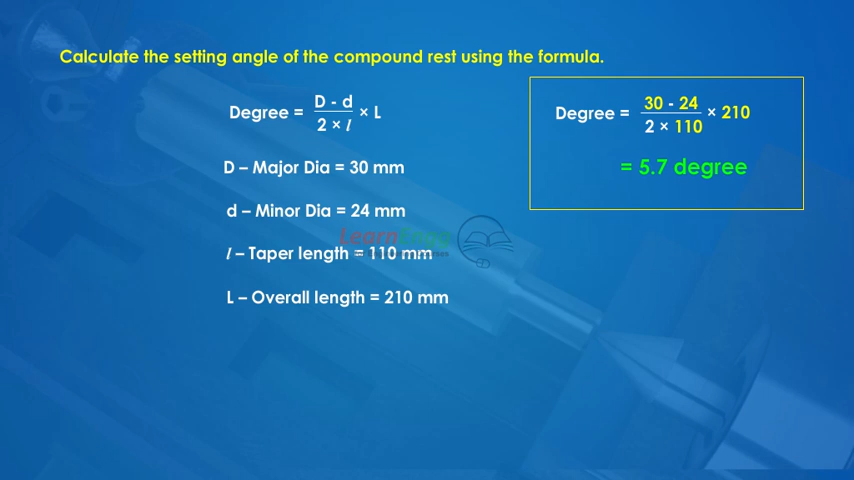 Calculate the setting angle of the compound rest using the formula.
Degree = D - d / 2 × l × L
D – Major Dia = 30 mm
d – Minor Dia = 24 mm
l – Taper length = 110 mm
L – Overall length = 210 mm
Degree = 30 - 24 / 2 × 110 × 210
= 5.7 degree
LearnEngg